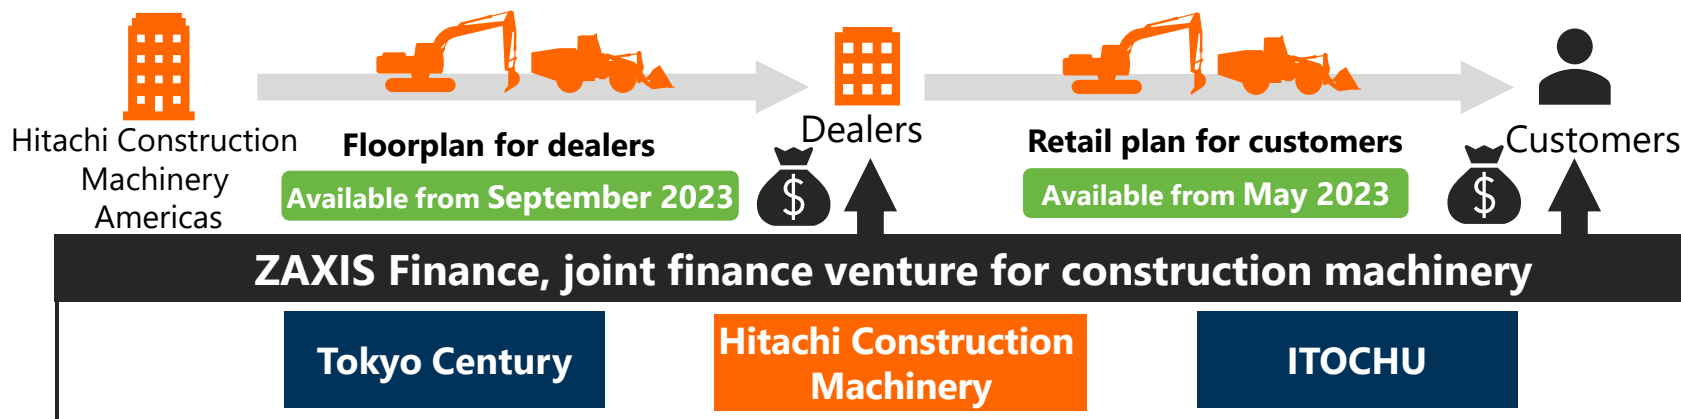 Hitachi Construction
Machinery
Americas
Floorplan for dealers
Available from September 2023
$
Dealers
Retail plan for customers
Available from May 2023
$
Customers
ZAXIS Finance, joint finance venture for construction machinery
Tokyo Century
Hitachi Construction
Machinery
ITOCHU